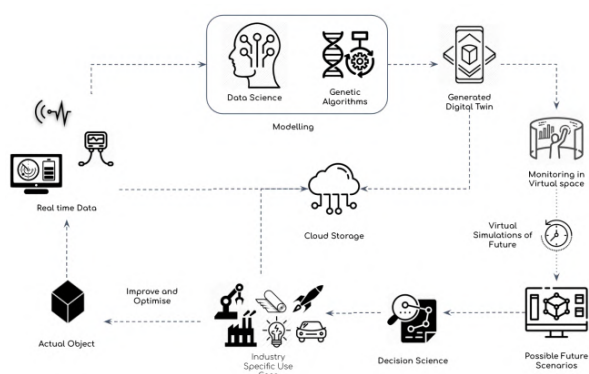 Data Science
Genetic
Algorithms
Modelling
Generated
Digital Twin
Monitoring in
Virtual space
Real time Data
Cloud Storage
Virtual
Simulations of
Future
Improve and
Optimise
Actual Object
Industry
Specific Use
Decision Science
Possible Future
Scenarios